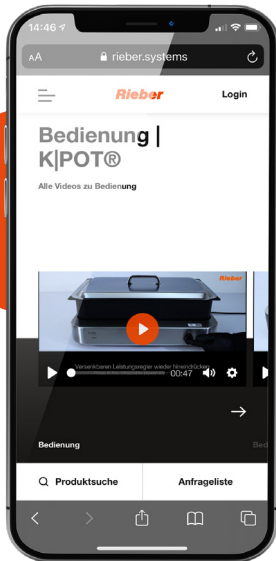 14:46
AA rieber.systems
Rieber Login
Bedienung |
K|POT®
Alle Videos zu Bedienung
Rieber
Versenkbaren Leistungsregler wieder hineindrücken
00:47
Bedienung Bed
Produktsuche Anfrageliste